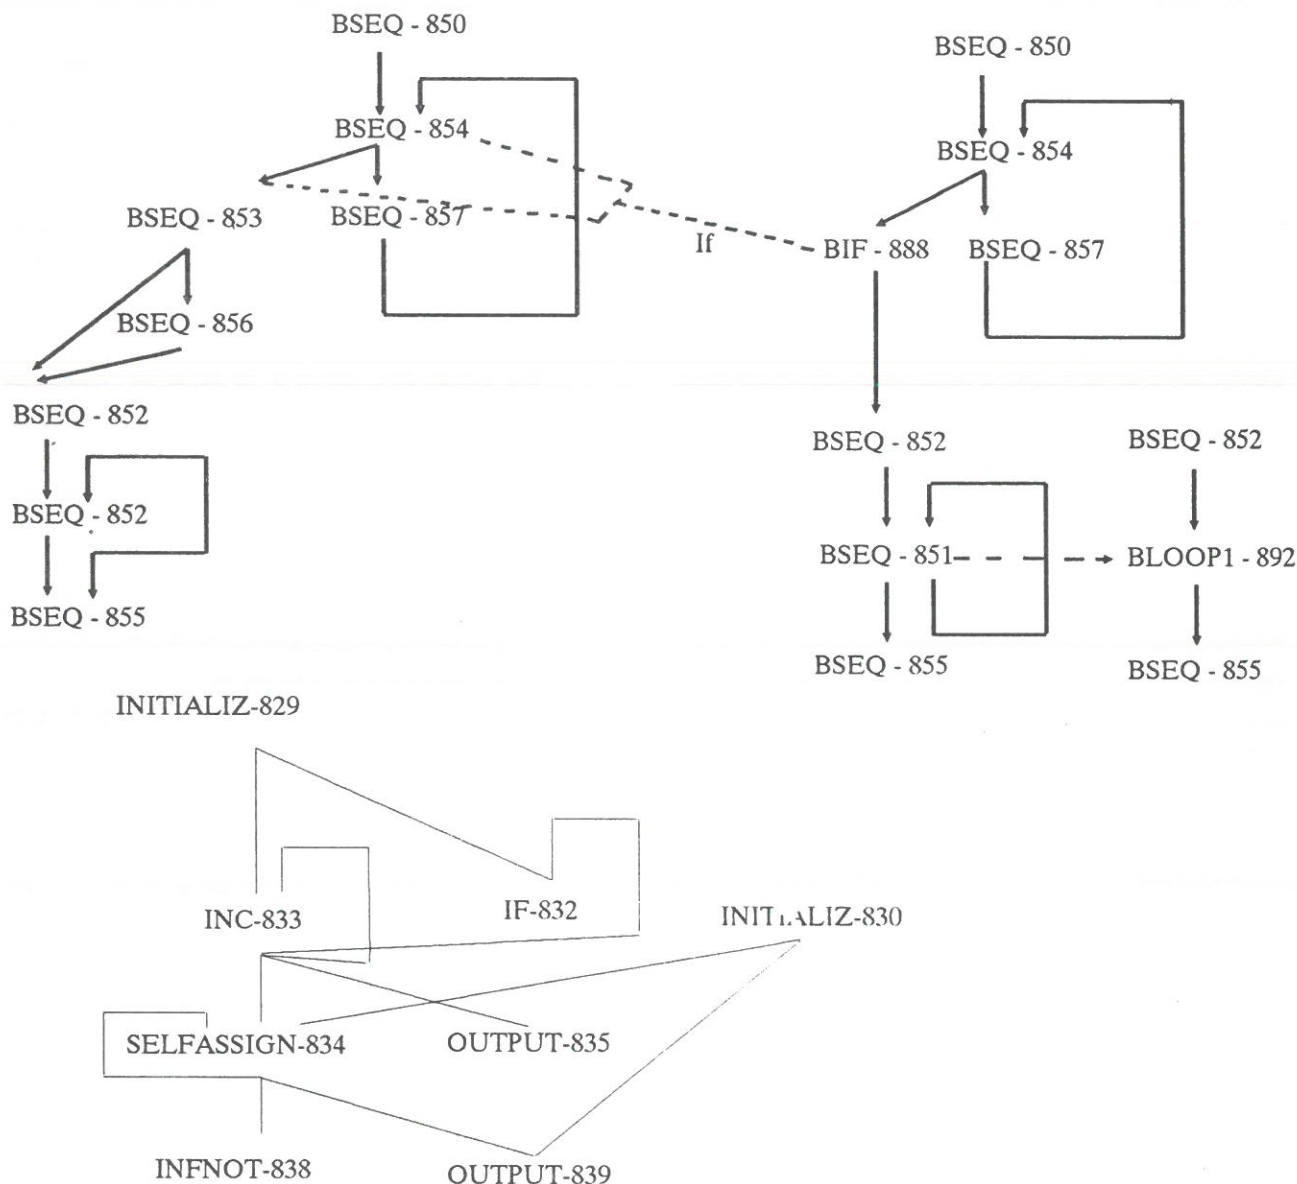 BSEQ - 850
BSEQ - 850
BSEQ - 854
BSEQ - 854
BSEQ - 853
BSEQ - 857
If
BIF - 888
BSEQ - 857
BSEQ - 856
BSEQ - 852
BSEQ - 852
BSEQ - 852
BSEQ - 852
BSEQ - 851
BLOOP1 - 892
BSEQ - 855
BSEQ - 855
BSEQ - 855
INITIALIZ-829
INC-833
IF-832
INITIALIZ-830
SELFASSIGN-834
OUTPUT-835
INFNOT-838
OUTPUT-839